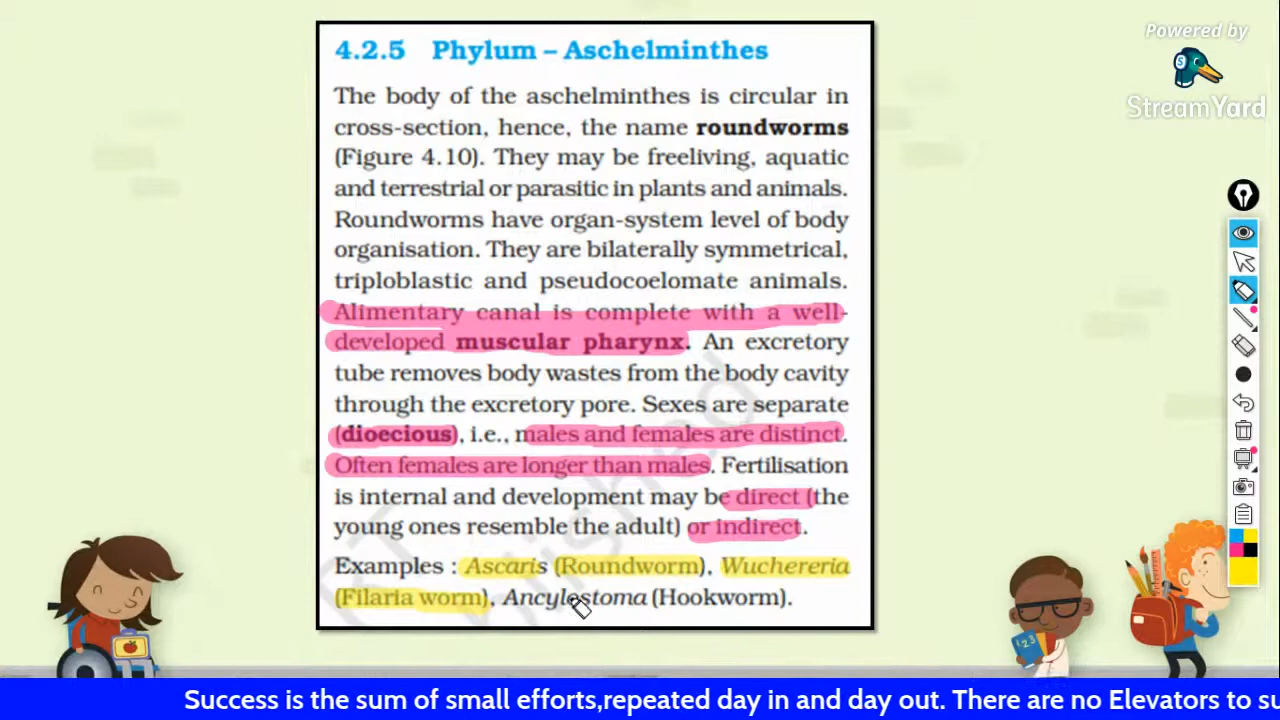 Powered by
StreamYard
4.2.5 Phylum – Aschelminthes
The body of the aschelminthes is circular in
cross-section, hence, the name roundworms
(Figure 4.10). They may be freeliving, aquatic
and terrestrial or parasitic in plants and animals.
Roundworms have organ-system level of body
organisation. They are bilaterally symmetrical,
triploblastic and pseudocoelomate animals.
Alimentary canal is complete with a well-
developed muscular pharynx. An excretory
tube removes body wastes from the body cavity
through the excretory pore. Sexes are separate
(dioecious), i.e., males and females are distinct.
Often females are longer than males. Fertilisation
is internal and development may be direct (the
young ones resemble the adult) or indirect.
Examples : Ascaris (Roundworm), Wuchereria
(Filaria worm), Ancylostoma (Hookworm).
123
Success is the sum of small efforts,repeated day in and day out. There are no Elevators to su